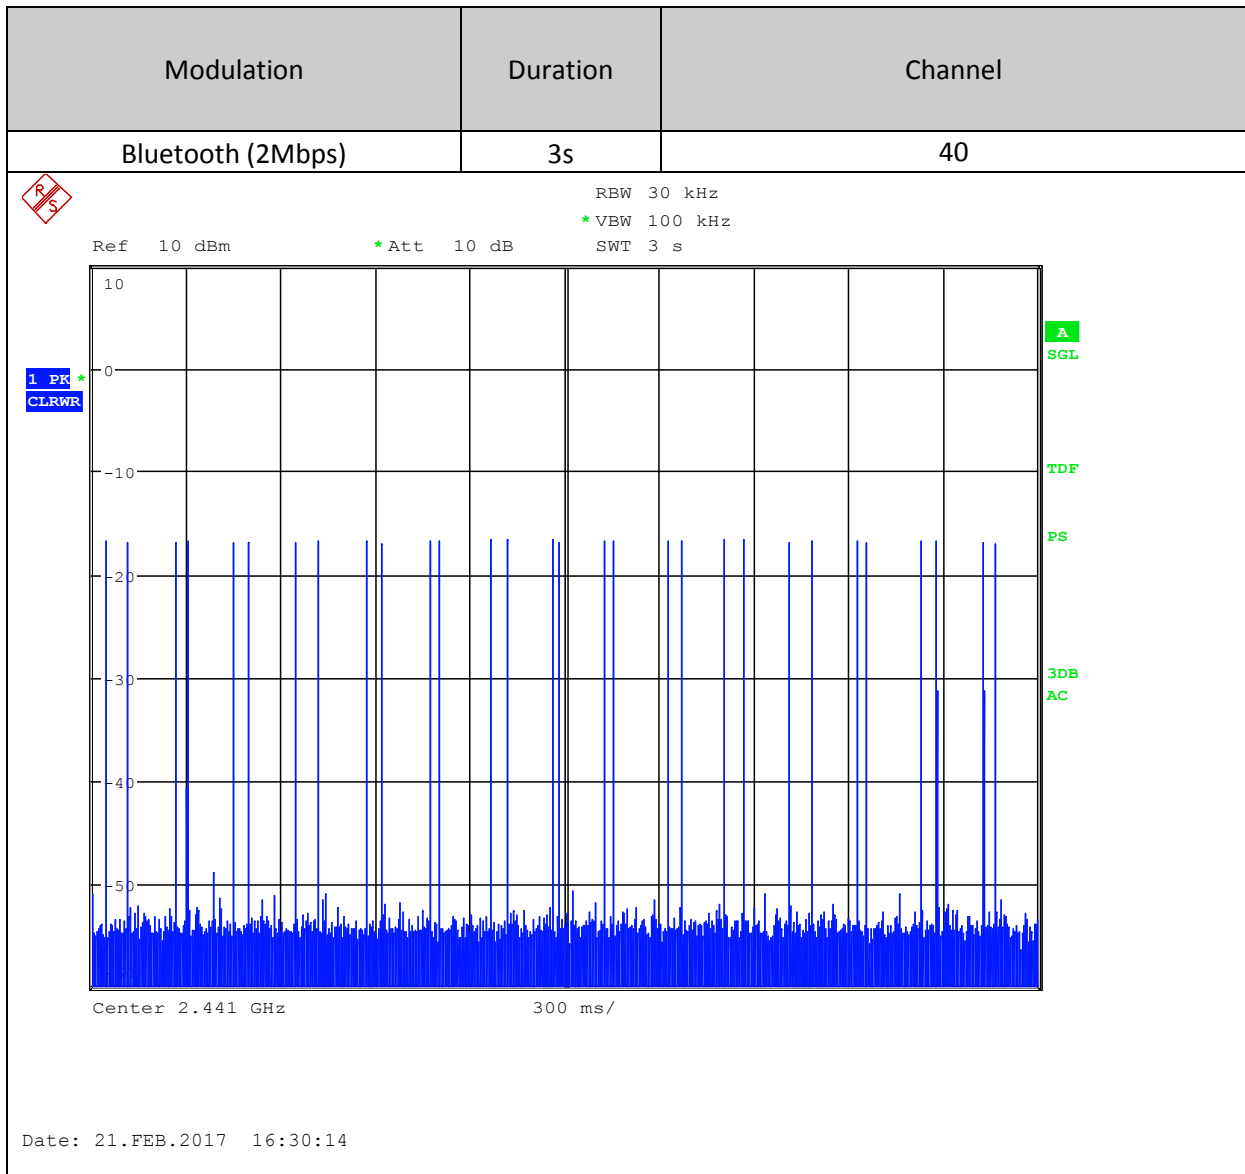 Modulation Duration Channel
Bluetooth (2Mbps) 3s 40
R S
RBW 30 kHz
* VBW 100 kHz
Ref 10 dBm * Att 10 dB SWT 3 s
10
A
SGL
0
1 PK *
CLRWR
-10
TDF
PS
-20
-30
3DB
AC
-40
-50
Center 2.441 GHz 300 ms/
Date: 21.FEB.2017 16:30:14